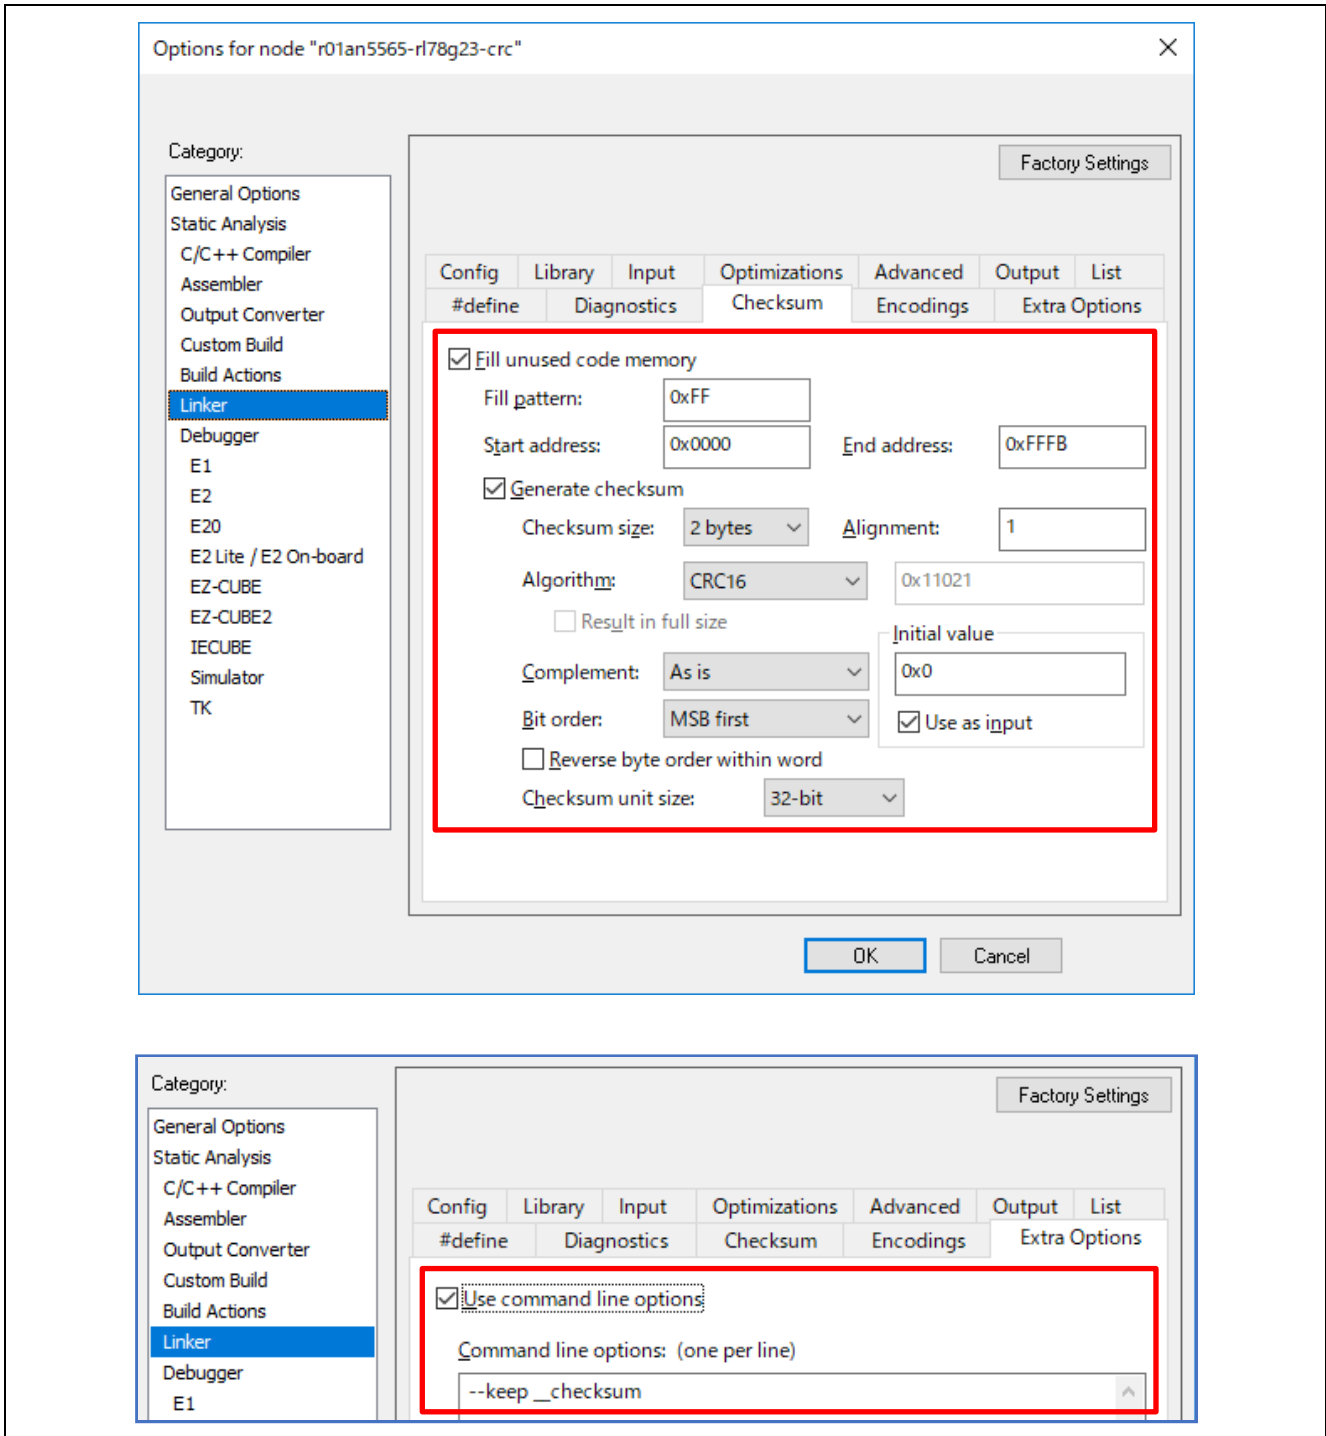 Options for node "r01an5565-rl78g23-crc"
Category:
Factory Settings
General Options
Static Analysis
C/C++ Compiler
Assembler
Output Converter
Custom Build
Build Actions
Linker
Debugger
E1
E2
E20
E2 Lite / E2 On-board
EZ-CUBE
EZ-CUBE2
IECUBE
Simulator
TK
Config Library Input Optimizations Advanced Output List
#define Diagnostics Checksum Encodings Extra Options
Fill unused code memory
Fill pattern: 0xFF
Start address: 0x0000 End address: 0xFFFB
Generate checksum
Checksum size: 2 bytes Alignment: 1
Algorithm: CRC16 0x11021
Result in full size
Initial value
Complement: As is 0x0
Bit order: MSB first Use as input
Reverse byte order within word
Checksum unit size: 32-bit
OK Cancel
Category:
Factory Settings
General Options
Static Analysis
C/C++ Compiler
Assembler
Output Converter
Custom Build
Build Actions
Linker
Debugger
E1
Config Library Input Optimizations Advanced Output List
#define Diagnostics Checksum Encodings Extra Options
Use command line options
Command line options: (one per line)
--keep __checksum